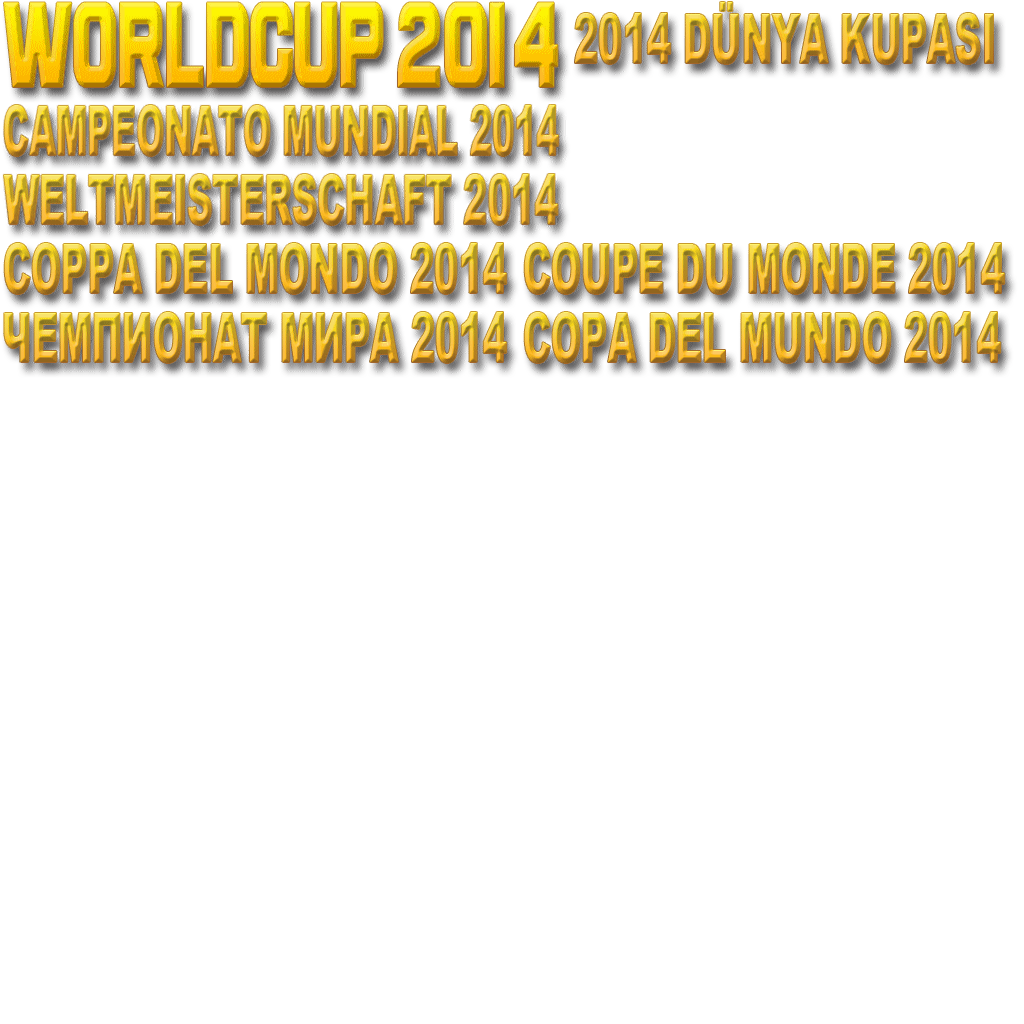 WORLDCUP 2014 2014 DÜNYA KUPASI
CAMPEONATO MUNDIAL 2014
WELTMEISTERSCHAFT 2014
COPPA DEL MONDO 2014 COUPE DU MONDE 2014
ЧЕМПИОНАТ МИРА 2014 COPA DEL MUNDO 2014